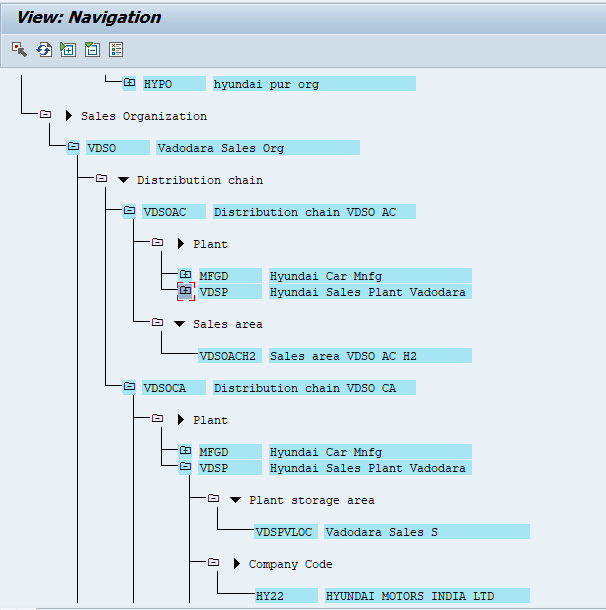 View: Navigation
HYPO hyundai pur org
Sales Organization
VDSO Vadodara Sales Org
Distribution chain
VDSOAC Distribution chain VDSO AC
Plant
MFGD Hyundai Car Mnfg
VDSP Hyundai Sales Plant Vadodara
Sales area
VDSOACH2 Sales area VDSO AC H2
VDSOCA Distribution chain VDSO CA
Plant
MFGD Hyundai Car Mnfg
VDSP Hyundai Sales Plant Vadodara
Plant storage area
VDSPVLOC Vadodara Sales S
Company Code
HY22 HYUNDAI MOTORS INDIA LTD